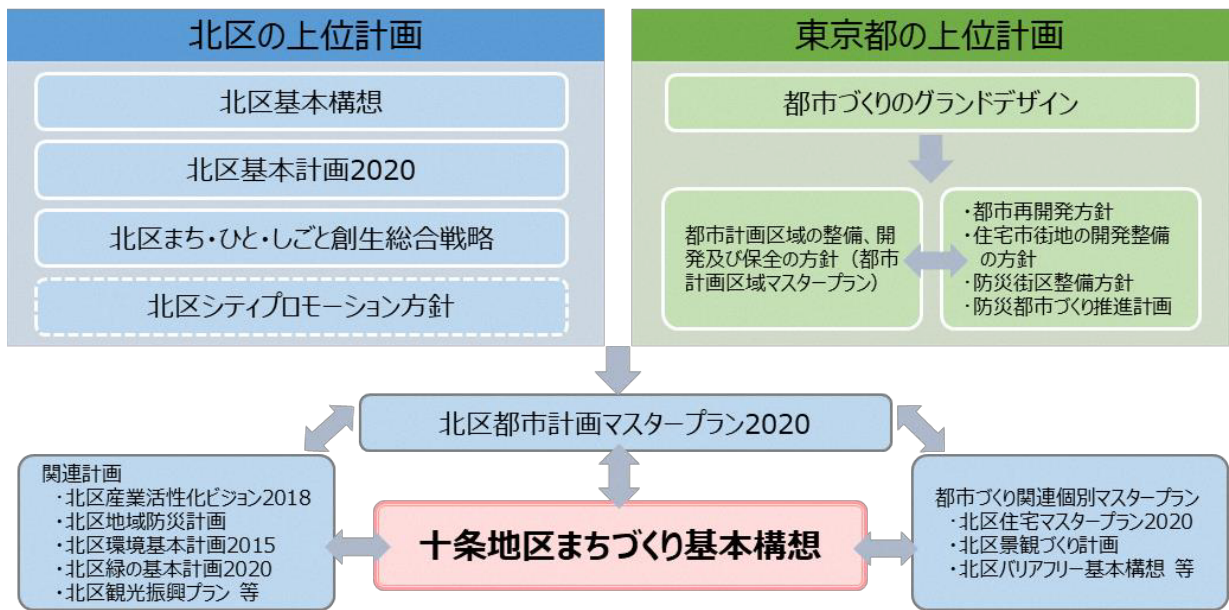 北区の上位計画
北区基本構想
北区基本計画2020
北区まち・ひと・しごと創生総合戦略
北区シティプロモーション方針
東京都の上位計画
都市づくりのグランドデザイン
都市計画区域の整備、開
発及び保全の方針（都市
計画区域マスタープラン）
・都市再開発方針
・住宅市街地の開発整備
の方針
・防災街区整備方針
・防災都市づくり推進計画
北区都市計画マスタープラン2020
関連計画
・北区産業活性化ビジョン2018
・北区地域防災計画
・北区環境基本計画2015
・北区緑の基本計画2020
・北区観光振興プラン 等
十条地区まちづくり基本構想
都市づくり関連個別マスタープラン
・北区住宅マスタープラン2020
・北区景観づくり計画
・北区バリアフリー基本構想 等